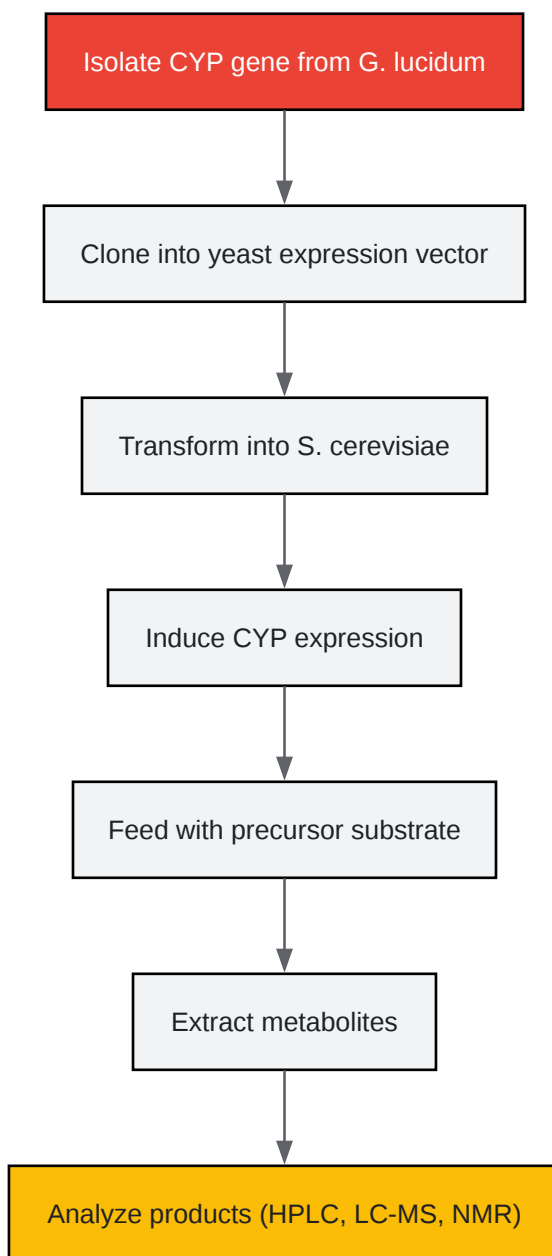 Isolate CYP gene from G. lucidum
Clone into yeast expression vector
Transform into S. cerevisiae
Induce CYP expression
Feed with precursor substrate
Extract metabolites
Analyze products (HPLC, LC-MS, NMR)